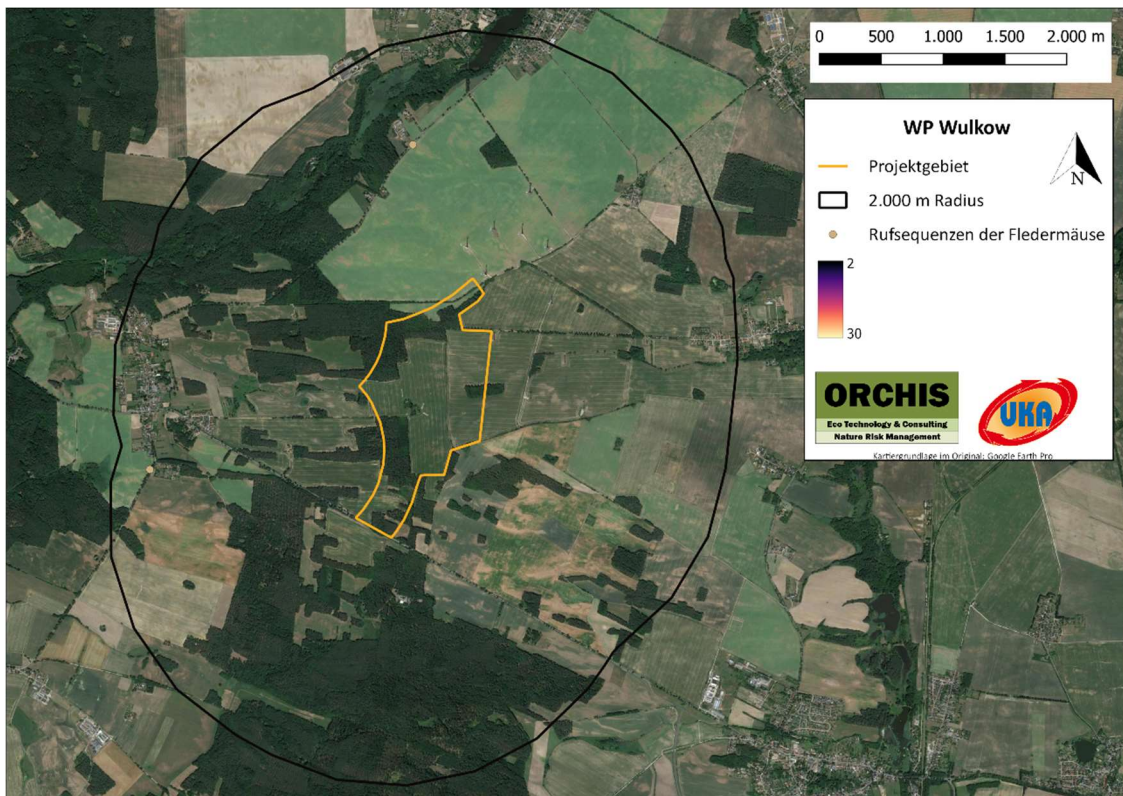 0 500 1.000 1.500 2.000 m
WP Wulkow
Projektgebiet
N
2.000 m Radius
Rufsequenzen der Fledermäuse
2
30
ORCHIS
Eco Technology & Consulting
Nature Risk Management
UKA
Kartiergrundlage im Original: Google Earth Pro